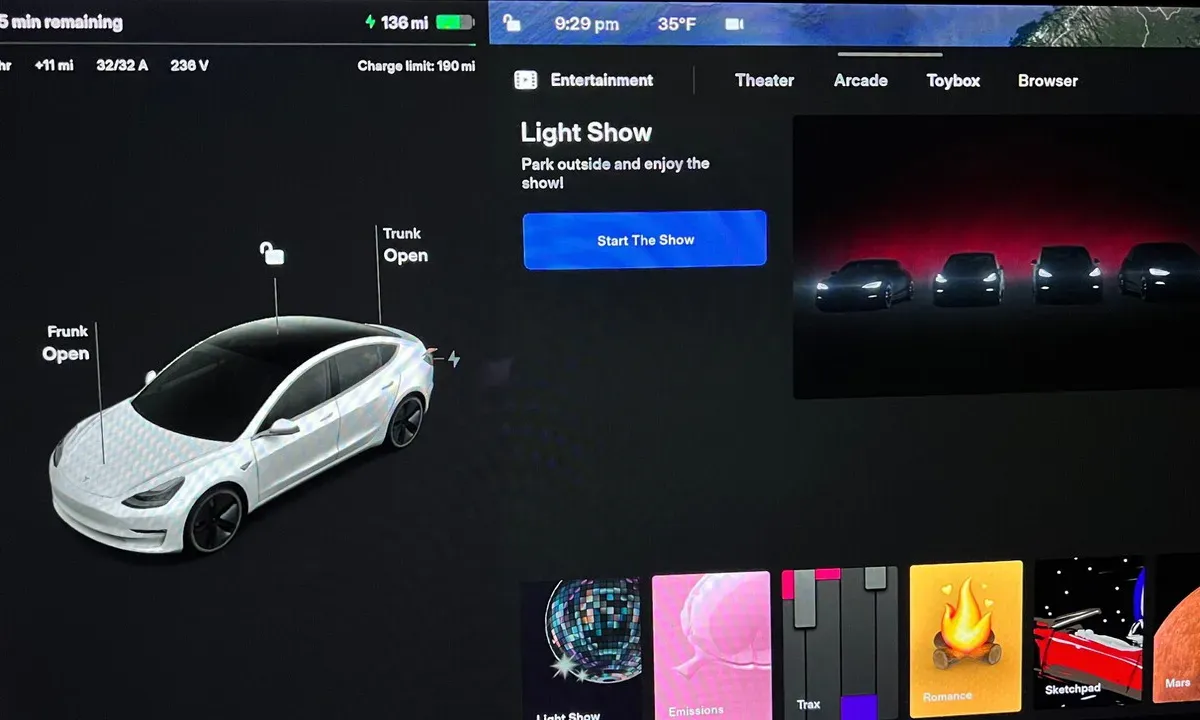 5 min remaining
136 mi
hr +11 mi 32/32 A 236 V
Charge limit: 190 mi
Trunk
Open
Frunk
Open
9:29 pm 35°F
Entertainment
Theater
Arcade
Toybox
Browser
Light Show
Park outside and enjoy the
show!
Start The Show
Light Show
Emissions
Trax
Romance
Sketchpad
Mars